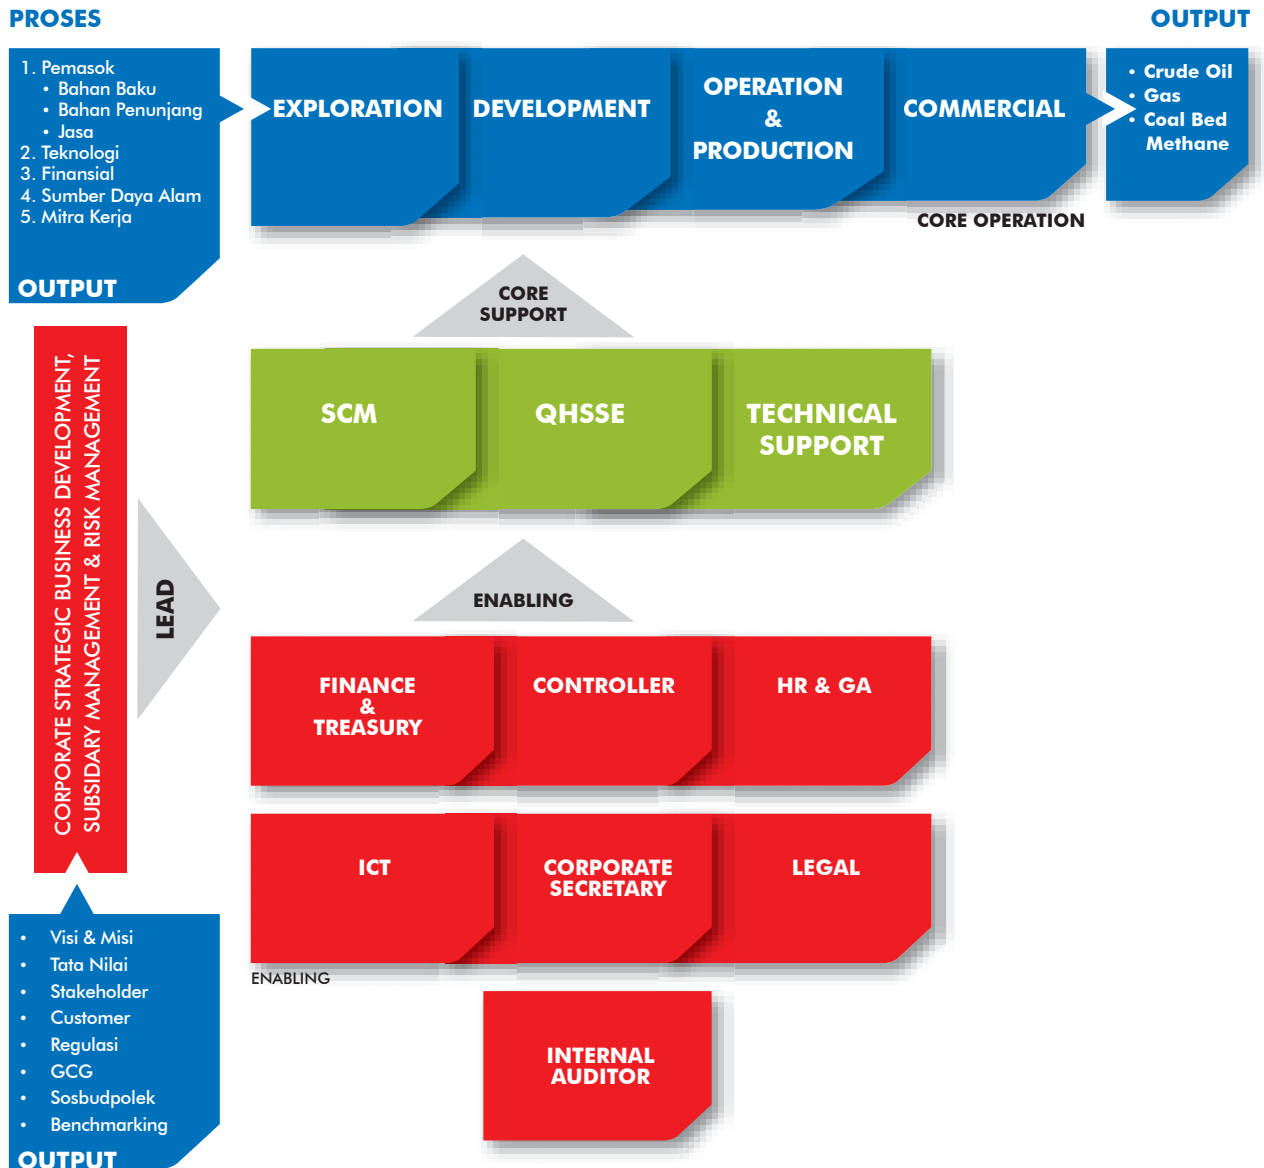 PROSES
OUTPUT
1. Pemasok
• Bahan Baku
• Bahan Penunjang
• Jasa
2. Teknologi
3. Finansial
4. Sumber Daya Alam
5. Mitra Kerja
OUTPUT
EXPLORATION
DEVELOPMENT
OPERATION
&
PRODUCTION
COMMERCIAL
• Crude Oil
• Gas
• Coal Bed
Methane
CORE OPERATION
CORE
SUPPORT
SCM
QHSSE
TECHNICAL
SUPPORT
CORPORATE STRATEGIC BUSINESS DEVELOPMENT,
SUBSIDARY MANAGEMENT & RISK MANAGEMENT
LEAD
ENABLING
FINANCE
&
TREASURY
CONTROLLER
HR & GA
ICT
CORPORATE
SECRETARY
LEGAL
ENABLING
INTERNAL
AUDITOR
• Visi & Misi
• Tata Nilai
• Stakeholder
• Customer
• Regulasi
• GCG
• Sosbudpolek
• Benchmarking
OUTPUT